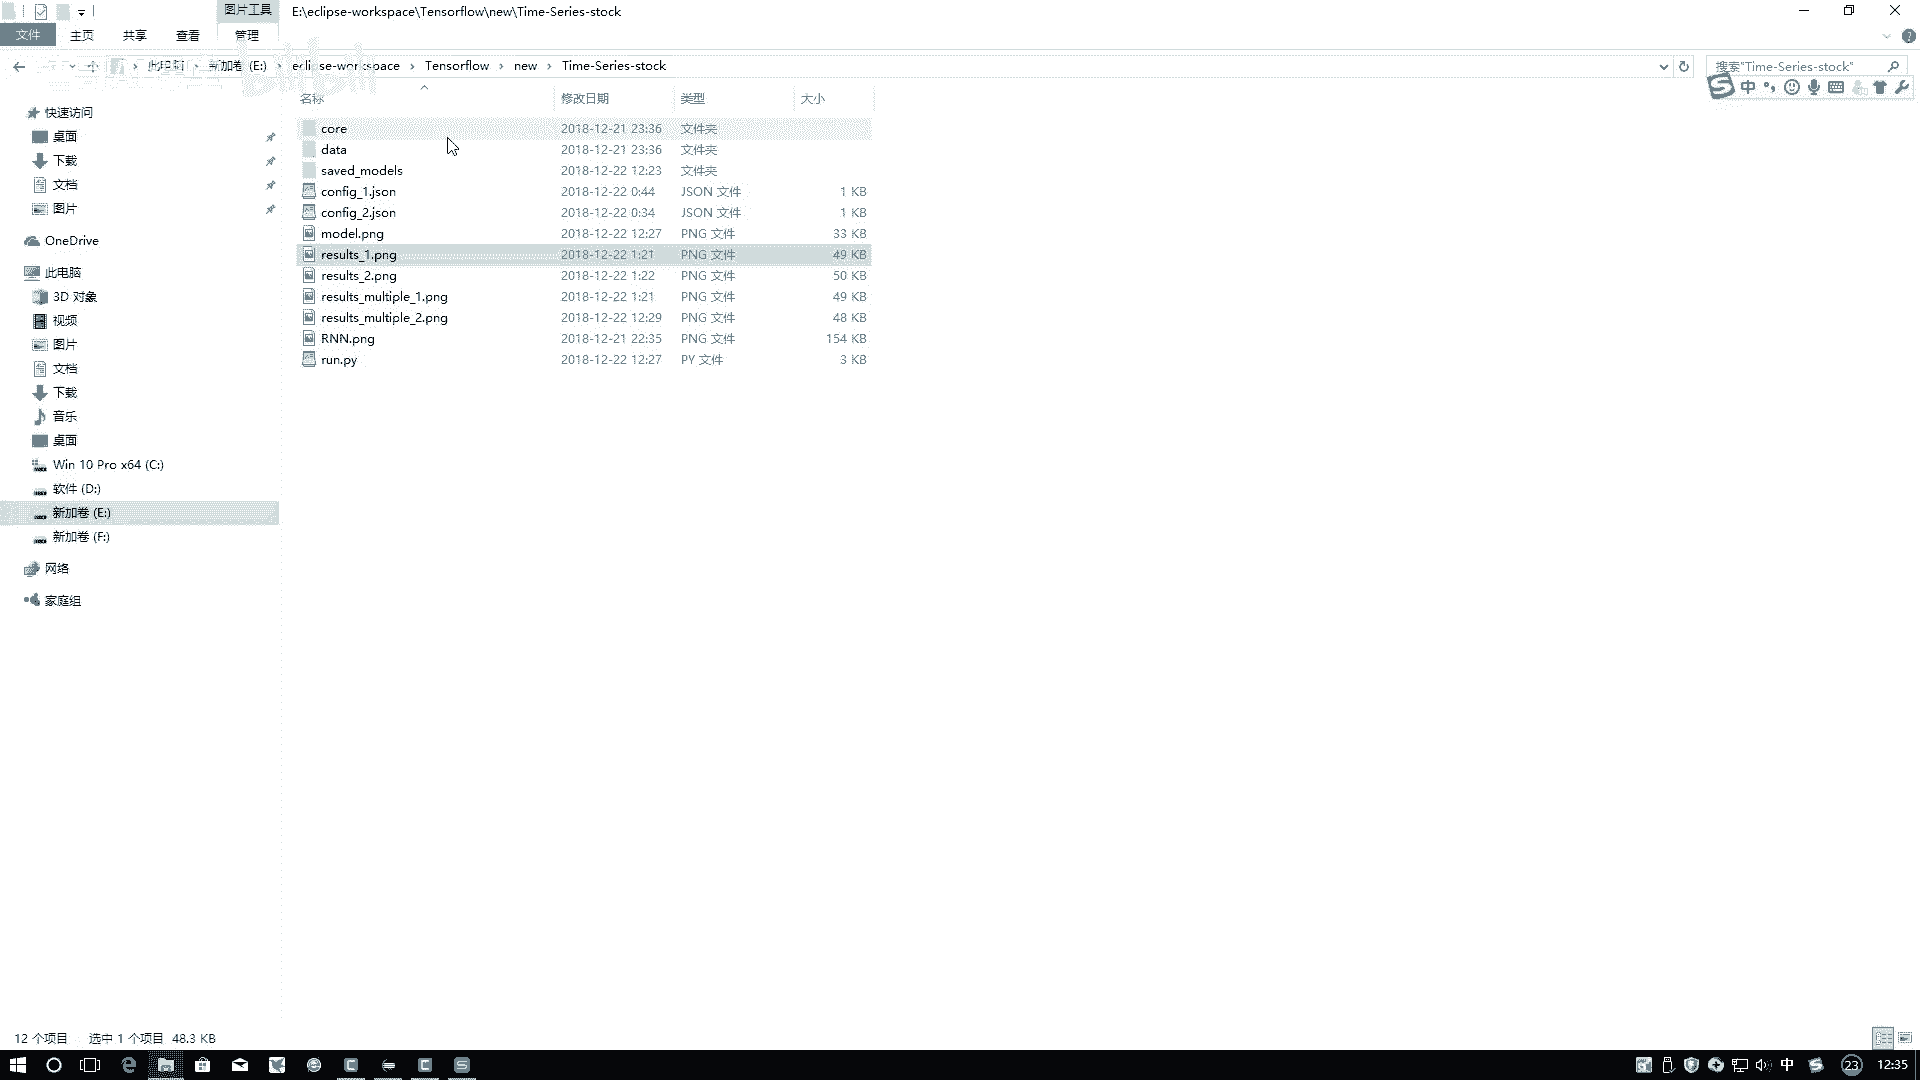 图片工具 E:\eclipse-workspace\Tensorflow\new\Time-Series-stock
文件 主页 共享 查看 管理
此电脑 › 新加卷 (E:) › eclipse-workspace › Tensorflow › new › Time-Series-stock 搜索"Time-Series-stock"
中
名称 修改日期 类型 大小
快速访问
桌面
下载
文档
图片
OneDrive
此电脑
3D 对象
视频
图片
文档
下载
音乐
桌面
Win 10 Pro x64 (C:)
软件 (D:)
新加卷 (E:)
新加卷 (F:)
网络
家庭组
core 2018-12-21 23:36 文件夹
data 2018-12-21 23:36 文件夹
saved_models 2018-12-22 12:23 文件夹
config_1.json 2018-12-22 0:44 JSON 文件 1 KB
config_2.json 2018-12-22 0:34 JSON 文件 1 KB
model.png 2018-12-22 12:27 PNG 文件 33 KB
results_1.png 2018-12-22 1:21 PNG 文件 49 KB
results_2.png 2018-12-22 1:22 PNG 文件 50 KB
results_multiple_1.png 2018-12-22 1:21 PNG 文件 49 KB
results_multiple_2.png 2018-12-22 12:29 PNG 文件 48 KB
RNN.png 2018-12-21 22:35 PNG 文件 154 KB
run.py 2018-12-22 12:27 PY 文件 3 KB
12 个项目 选中 1 个项目 48.3 KB
中 23 12:35